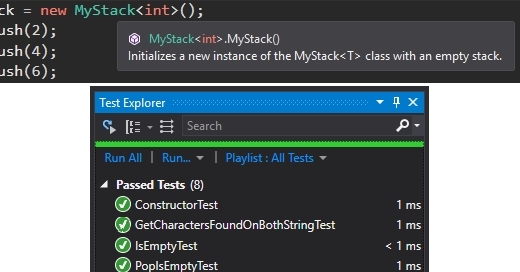 ck = new MyStack<int>();
ush(2);
MyStack<int>.MyStack()
ush(4);
Initializes a new instance of the MyStack<T> class with an empty stack.
ush(6);
Test Explorer
Search
Run All | Run... | Playlist : All Tests
Passed Tests (8)
ConstructorTest 1 ms
GetCharactersFoundOnBothStringTest 1 ms
IsEmptyTest < 1 ms
PopIsEmptyTest 1 ms